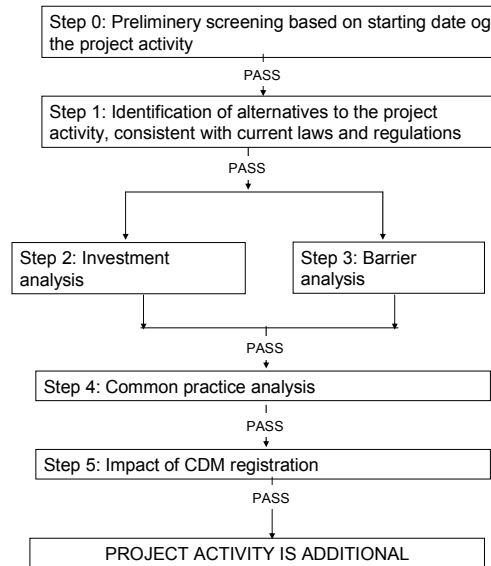 Step 0: Preliminery screening based on starting date og
the project activity
PASS
Step 1: Identification of alternatives to the project
activity, consistent with current laws and regulations
PASS
Step 2: Investment
analysis
Step 3: Barrier
analysis
PASS
Step 4: Common practice analysis
PASS
Step 5: Impact of CDM registration
PASS
PROJECT ACTIVITY IS ADDITIONAL